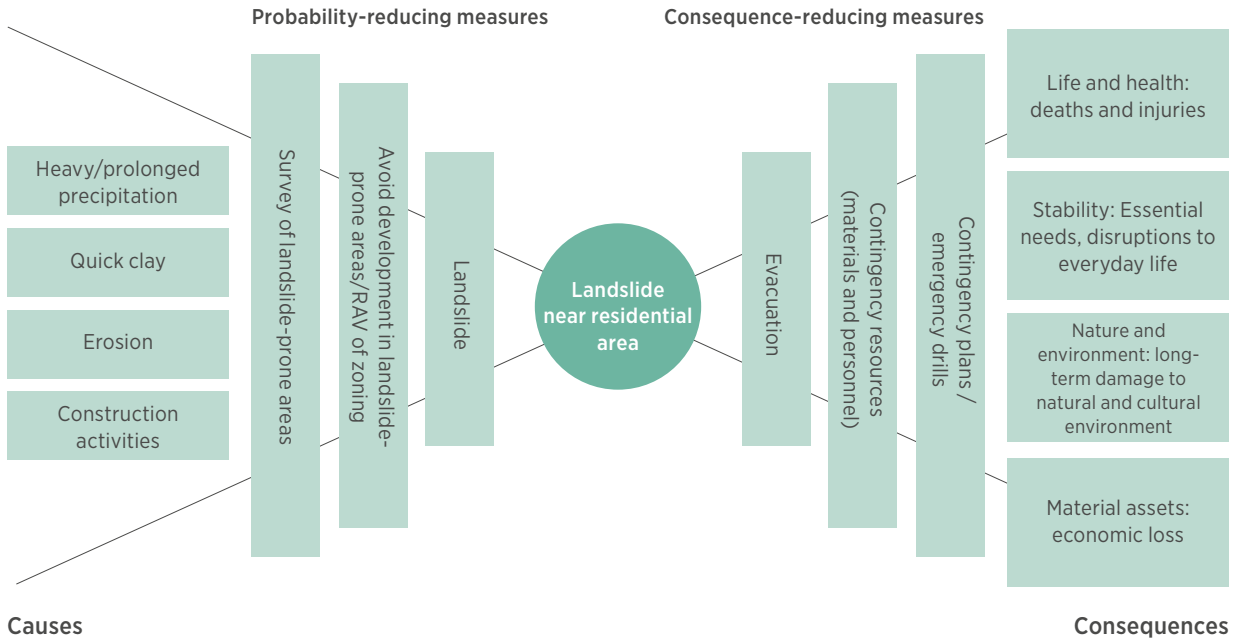 Probability-reducing measures
Consequence-reducing measures
Heavy/prolonged
precipitation
Quick clay
Erosion
Construction
activities
Survey of landslide-prone areas
Avoid development in landslide-
prone areas/RAV of zoning
Landslide
Landslide
near residential
area
Evacuation
Contingency resources
(materials and personnel)
Contingency plans /
emergency drills
Life and health:
deaths and injuries
Stability: Essential
needs, disruptions to
everyday life
Nature and
environment: long-
term damage to
natural and cultural
environment
Material assets:
economic loss
Causes
Consequences